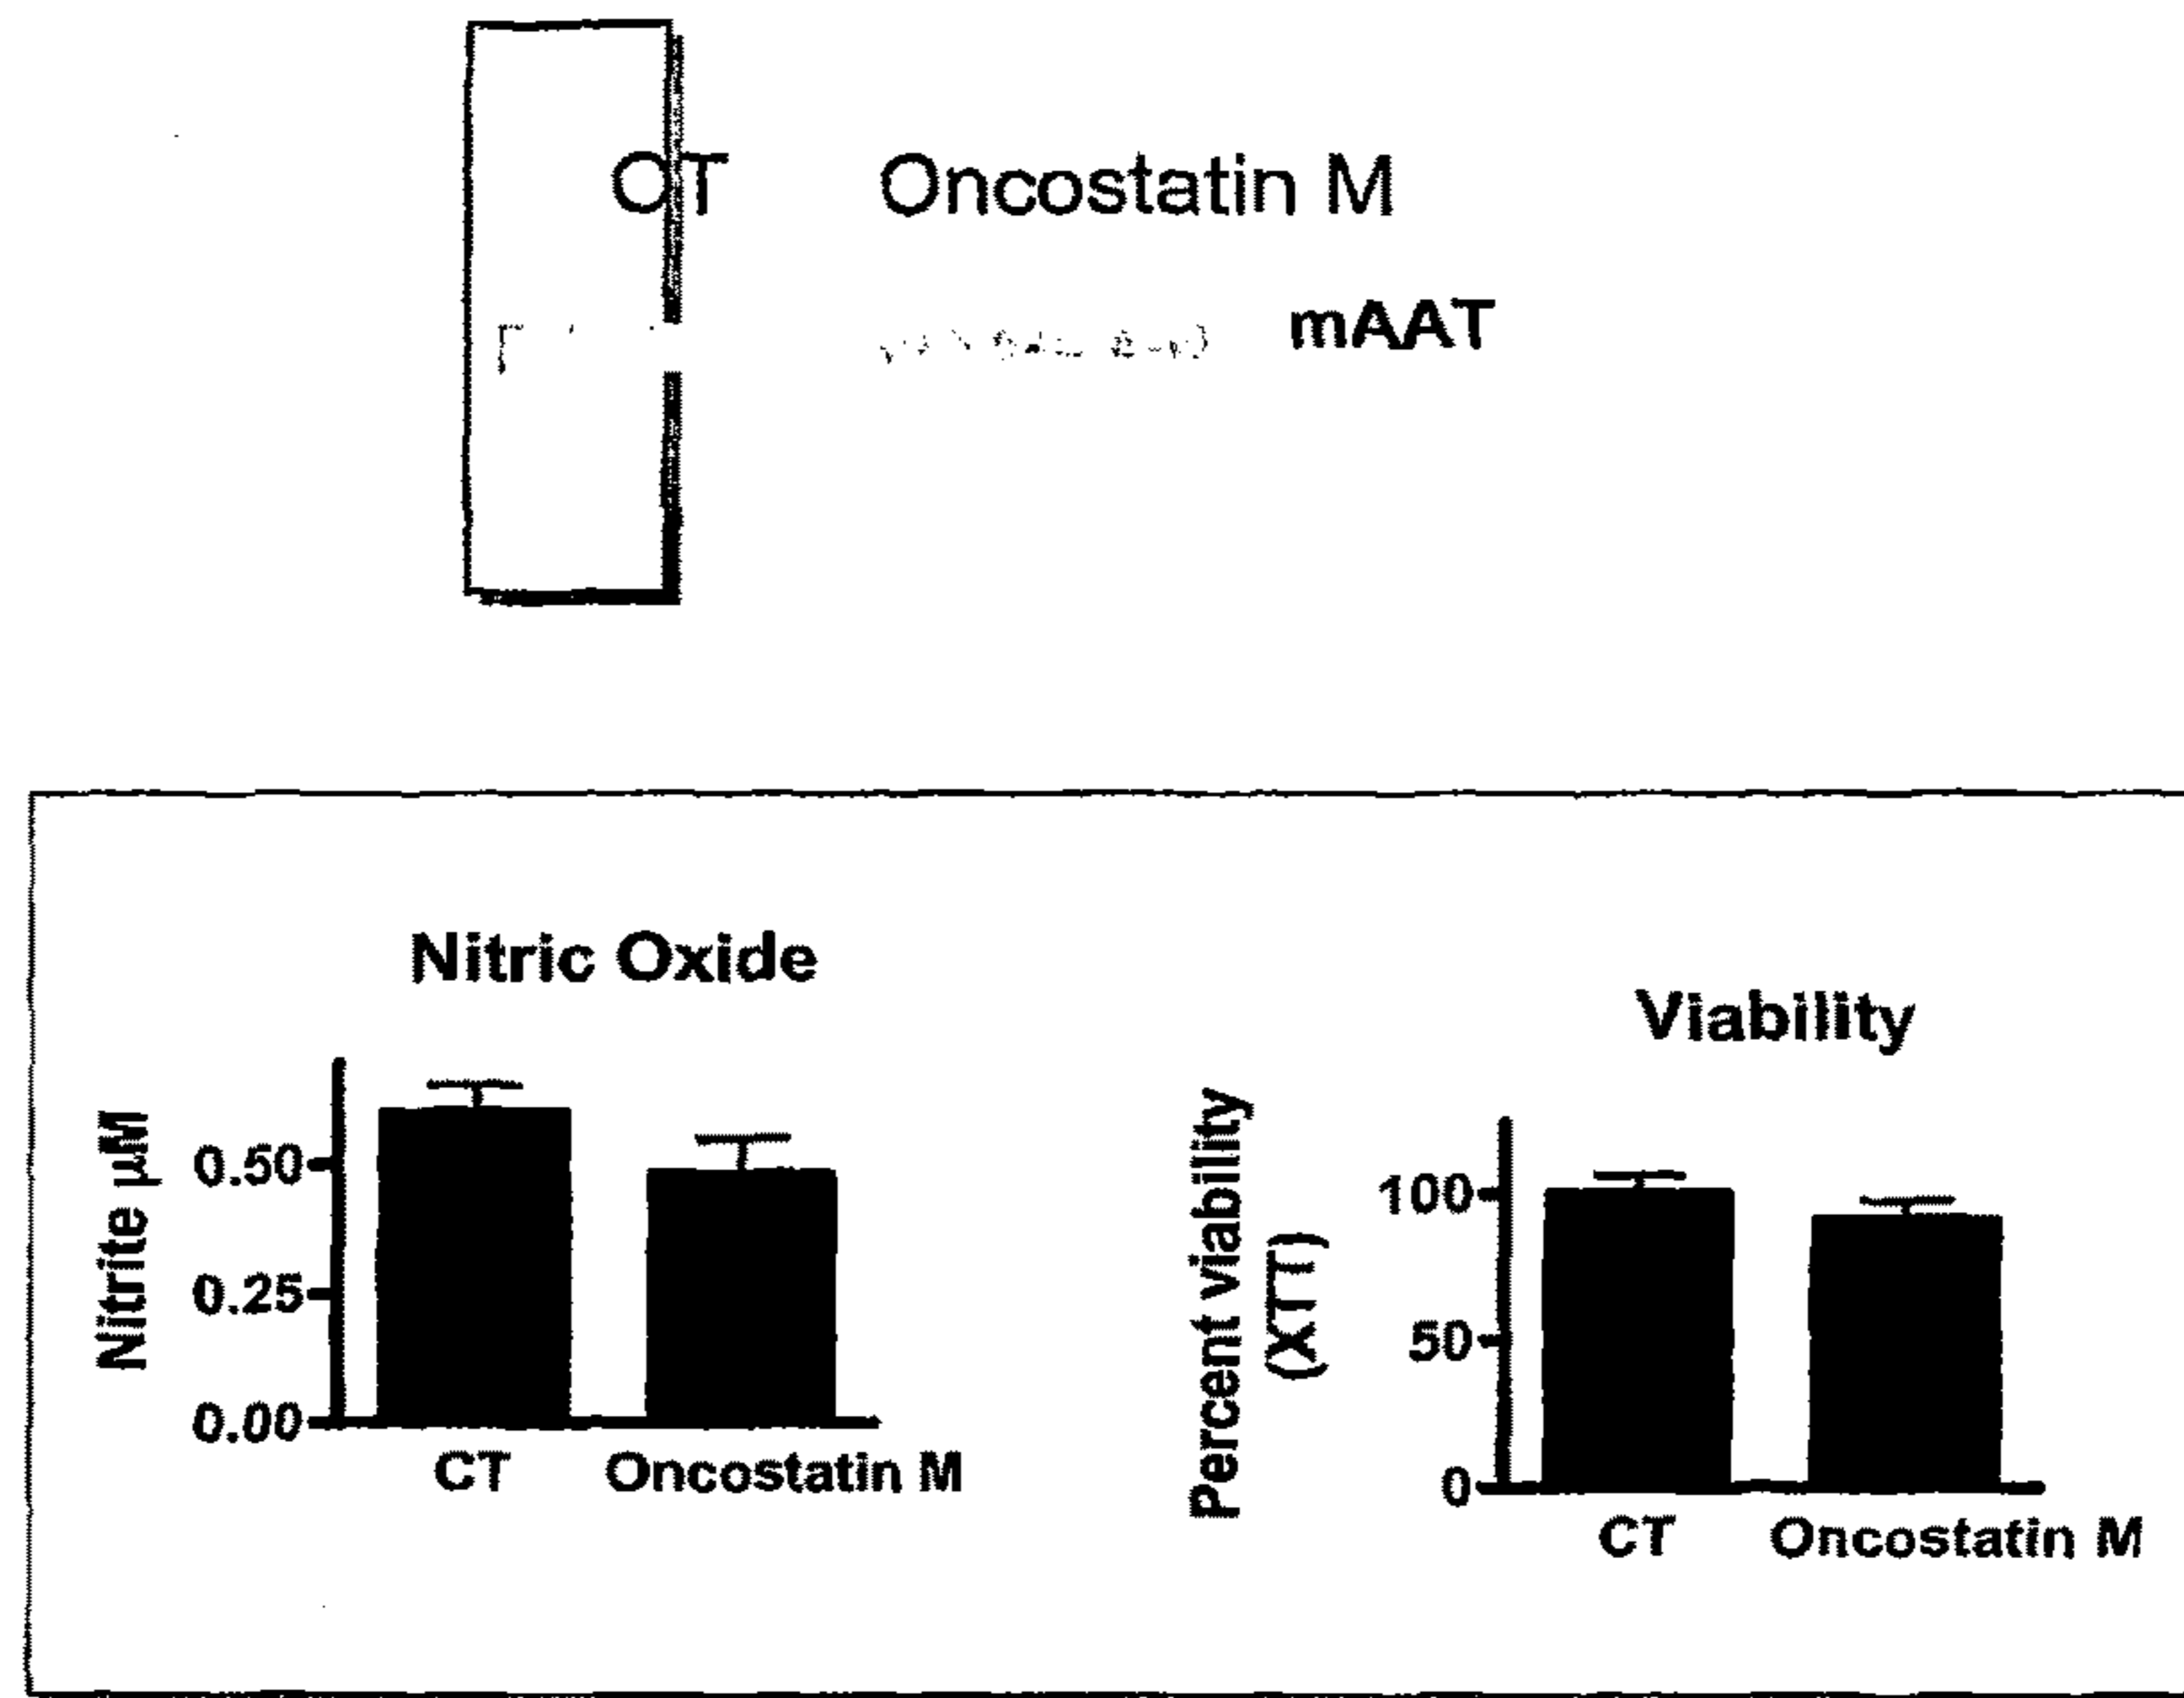 CT Oncostatin M
mAAT
Nitric Oxide
Nitrite µM
0.50
0.25
0.00
CT Oncostatin M
Viability
Percent viability
(XTT)
100
50
0
CT Oncostatin M